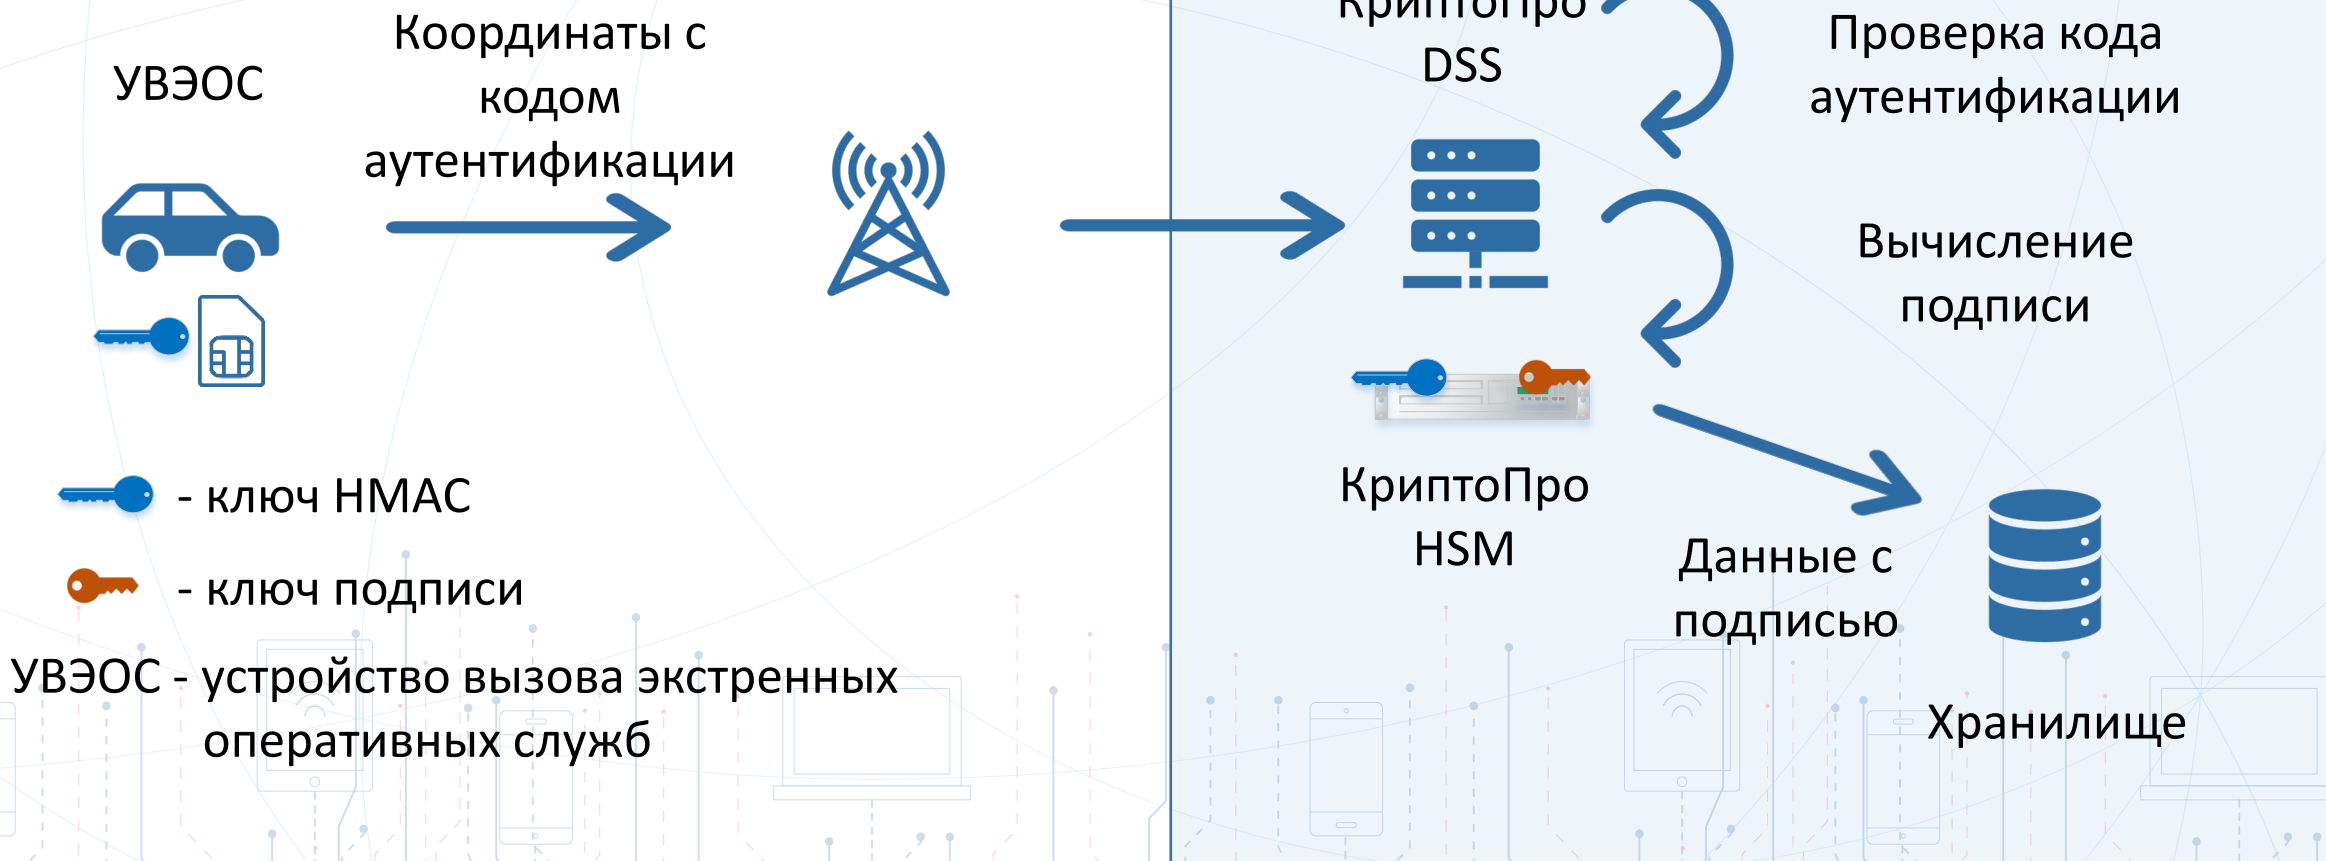 УВЭОС
Координаты с
кодом
аутентификации
КриптоПро
DSS
Проверка кода
аутентификации
Вычисление
подписи
КриптоПро
HSM
Данные с
подписью
Хранилище
- ключ HMAC
- ключ подписи
УВЭОС - устройство вызова экстренных
оперативных служб